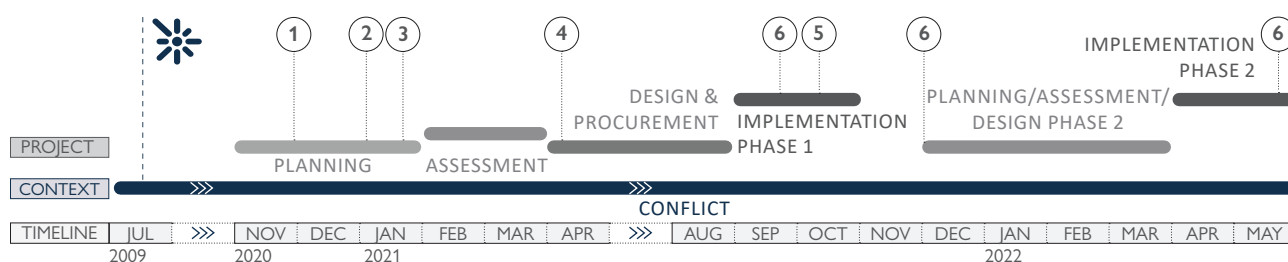 1 2 3 4 6 5 6 6
IMPLEMENTATION
PHASE 2
DESIGN &
PROCUREMENT
PLANNING/ASSESSMENT/
DESIGN PHASE 2
IMPLEMENTATION
PHASE 1
PROJECT
PLANNING
ASSESSMENT
CONTEXT
CONFLICT
TIMELINE JUL NOV DEC JAN FEB MAR APR AUG SEP OCT NOV DEC JAN FEB MAR APR MAY
2009 2020 2021 2022